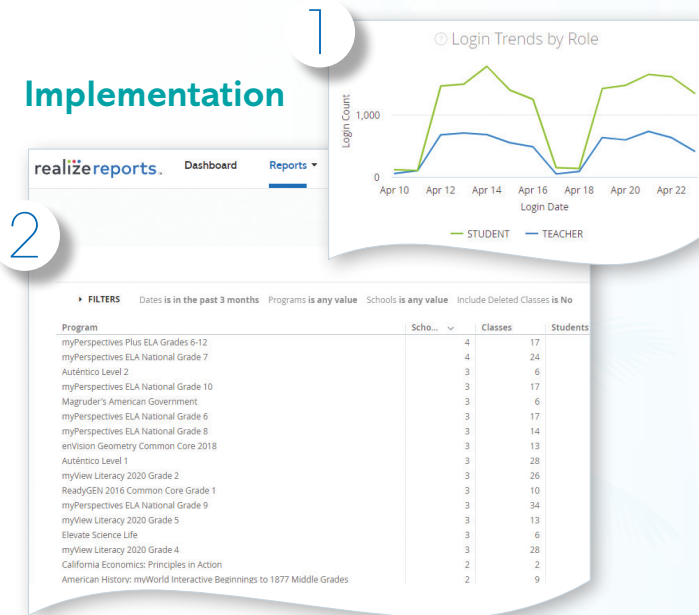 1
Login Trends by Role
Implementation
Login Count
1,000
0
Apr 10 Apr 12 Apr 14 Apr 16 Apr 18 Apr 20 Apr 22
Login Date
STUDENT TEACHER
realizereports. Dashboard Reports
2
FILTERS Dates is in the past 3 months Programs is any value Schools is any value Include Deleted Classes is No
Program Scho... Classes Students
myPerspectives Plus ELA Grades 6-12 4 17
myPerspectives ELA National Grade 7 4 24
Auténtico Level 2 3 6
myPerspectives ELA National Grade 10 3 17
Magruder's American Government 3 6
myPerspectives ELA National Grade 6 3 17
myPerspectives ELA National Grade 8 3 14
enVision Geometry Common Core 2018 3 13
Auténtico Level 1 3 28
myView Literacy 2020 Grade 2 3 26
ReadyGEN 2016 Common Core Grade 1 3 10
myPerspectives ELA National Grade 9 3 34
myView Literacy 2020 Grade 5 3 13
Elevate Science Life 3 6
myView Literacy 2020 Grade 4 3 28
California Economics: Principles in Action 2 2
American History: myWorld Interactive Beginnings to 1877 Middle Grades 2 9